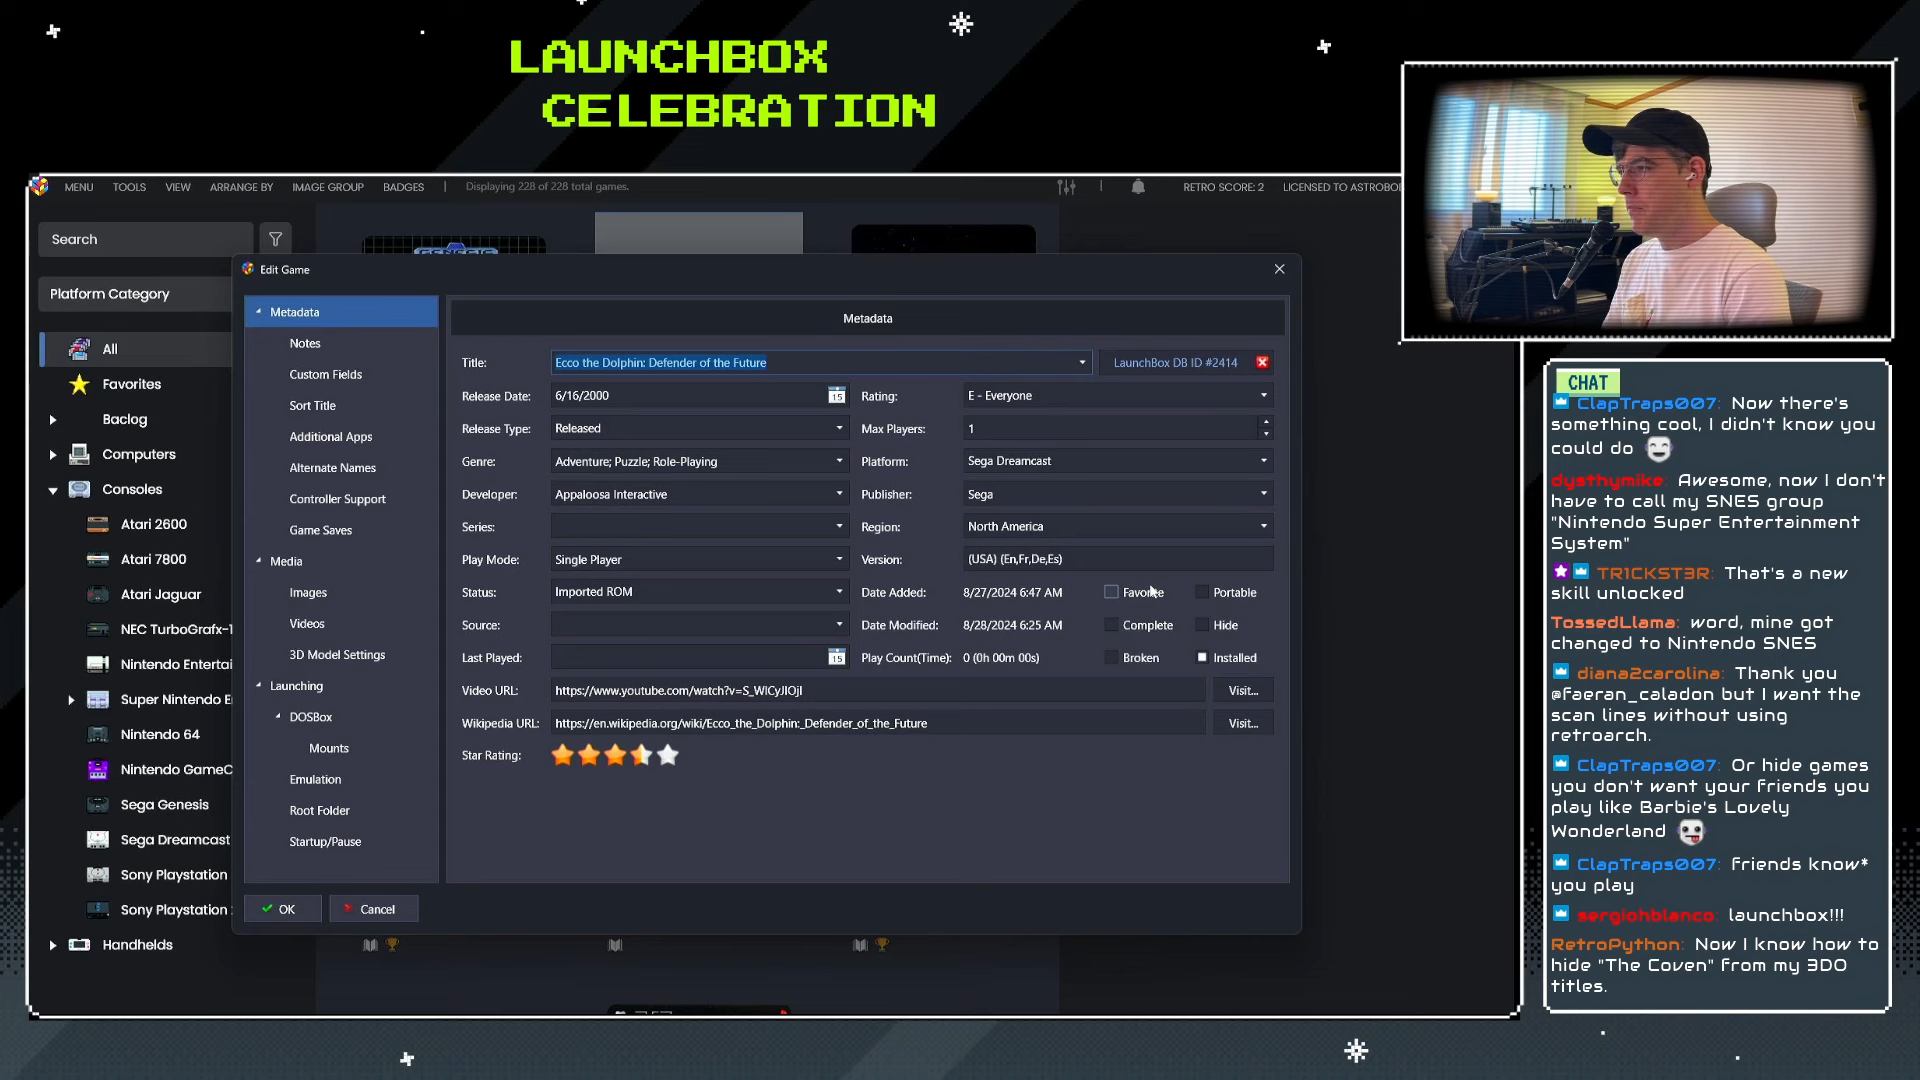 LAUNCHBOX
CELEBRATION
MENU TOOLS VIEW ARRANGE BY IMAGE GROUP BADGES Displaying 228 of 228 total games. RETRO SCORE: 2 LICENSED TO ASTROBO
Search
Platform Category
All
Favorites
Baclog
Computers
Consoles
Atari 2600
Atari 7800
Atari Jaguar
NEC TurboGrafx-1
Nintendo Entertai
Super Nintendo E
Nintendo 64
Nintendo GameC
Sega Genesis
Sega Dreamcast
Sony Playstation
Sony Playstation
Handhelds
GENESIS
Edit Game
Metadata
Notes
Custom Fields
Sort Title
Additional Apps
Alternate Names
Controller Support
Game Saves
Media
Images
Videos
3D Model Settings
Launching
DOSBox
Mounts
Emulation
Root Folder
Startup/Pause
OK Cancel
Metadata
Title: Ecco the Dolphin: Defender of the Future LaunchBox DB ID #2414
Release Date: 6/16/2000 15 Rating: E - Everyone
Release Type: Released Max Players: 1
Genre: Adventure; Puzzle; Role-Playing Platform: Sega Dreamcast
Developer: Appaloosa Interactive Publisher: Sega
Series: Region: North America
Play Mode: Single Player Version: (USA) (En,Fr,De,Es)
Status: Imported ROM Date Added: 8/27/2024 6:47 AM Favorite Portable
Source: Date Modified: 8/28/2024 6:25 AM Complete Hide
Last Played: 15 Play Count(Time): 0 (0h 00m 00s) Broken Installed
Video URL: https://www.youtube.com/watch?v=S_WlCyJlOjI Visit...
Wikipedia URL: https://en.wikipedia.org/wiki/Ecco_the_Dolphin:_Defender_of_the_Future Visit...
Star Rating:
CHAT
ClapTraps007: Now there's
something cool, I didn't know you
could do
dysthymike: Awesome, now I don't
have to call my SNES group
"Nintendo Super Entertainment
System"
TR1CKST3R: That's a new
skill unlocked
TossedLlama: word, mine got
changed to Nintendo SNES
diana2carolina: Thank you
@faeran_caladon but I want the
scan lines without using
retroarch.
ClapTraps007: Or hide games
you don't want your friends you
play like Barbie's Lovely
Wonderland
ClapTraps007: friends know*
you play
sergiohblanco: launchbox!!!
RetroPython: Now I know how to
hide "The Coven" from my 3DO
titles.